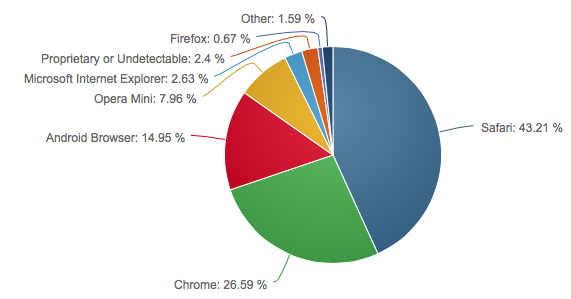 Other: 1.59 %
Firefox: 0.67 %
Proprietary or Undetectable: 2.4 %
Microsoft Internet Explorer: 2.63 %
Opera Mini: 7.96 %
Safari: 43.21 %
Android Browser: 14.95 %
Chrome: 26.59 %